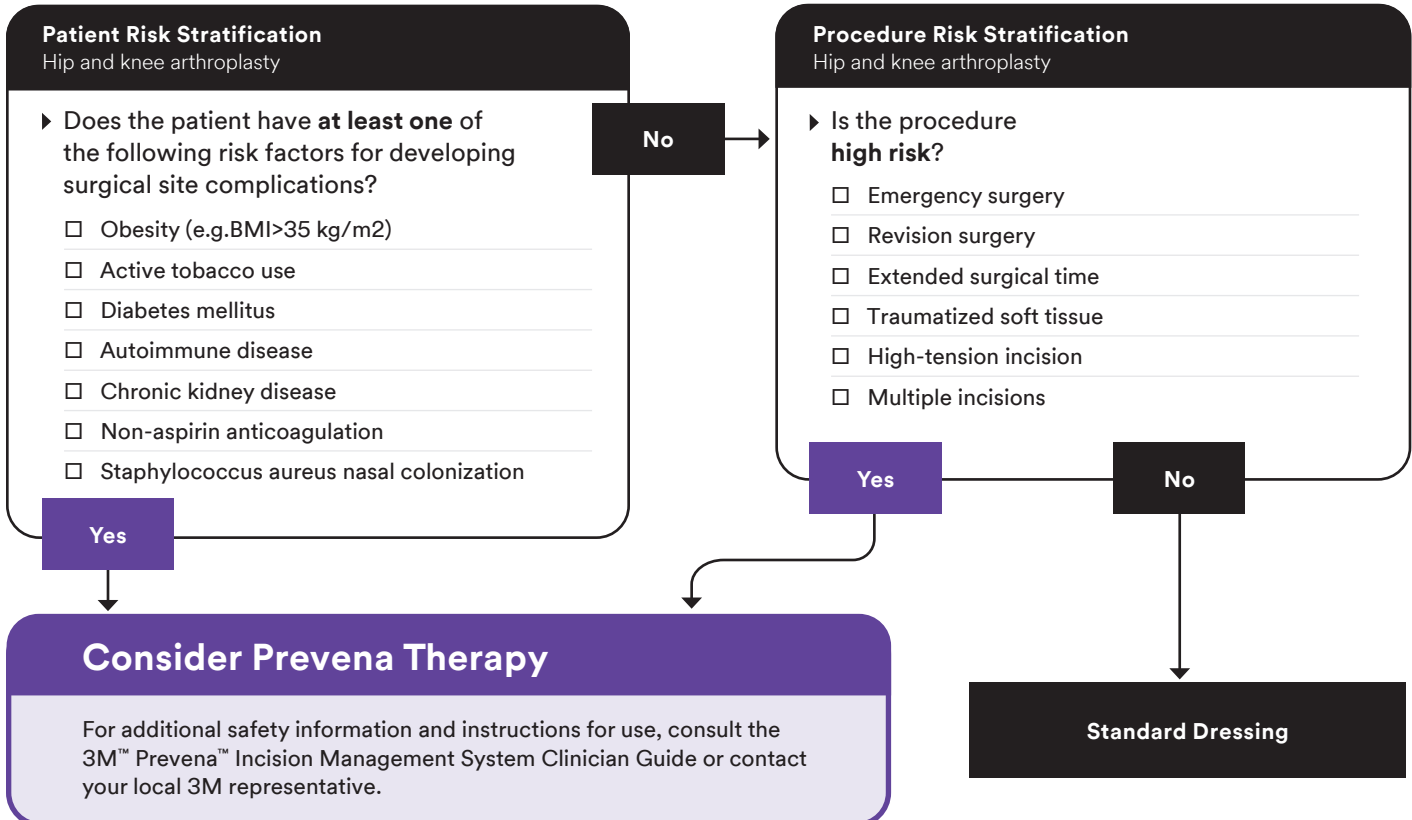 Patient Risk Stratification
Hip and knee arthroplasty
Does the patient have at least one of
the following risk factors for developing
surgical site complications?
Obesity (e.g.BMI>35 kg/m2)
Active tobacco use
Diabetes mellitus
Autoimmune disease
Chronic kidney disease
Non-aspirin anticoagulation
Staphylococcus aureus nasal colonization
Yes
No
Procedure Risk Stratification
Hip and knee arthroplasty
Is the procedure
high risk?
Emergency surgery
Revision surgery
Extended surgical time
Traumatized soft tissue
High-tension incision
Multiple incisions
Yes
No
Consider Prevena Therapy
For additional safety information and instructions for use, consult the
3M™ Prevena™ Incision Management System Clinician Guide or contact
your local 3M representative.
Standard Dressing